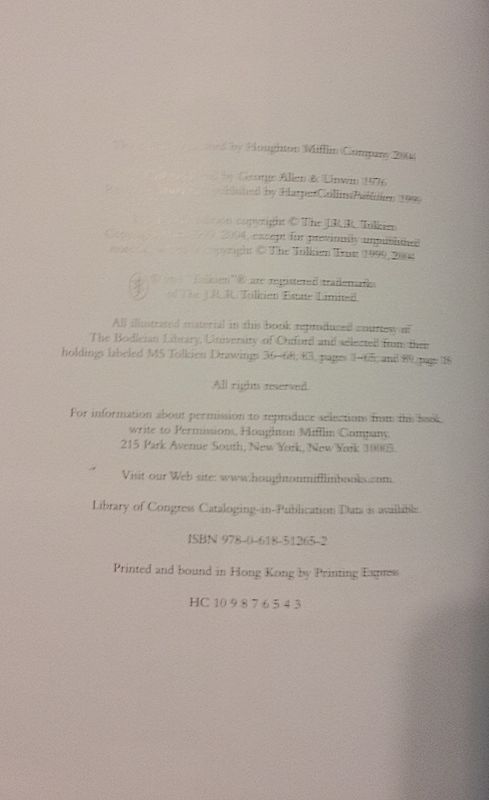 by Houghton Mifflin Company 2004
by George Allen & Unwin 1976
published by HarperCollinsPublishers 1999
copyright © The J.R.R. Tolkien
2004, except for previously unpublished
copyright © The Tolkien Trust 1999, 2004
© and "Tolkien"® are registered trademarks
of The J.R.R. Tolkien Estate Limited.
All illustrated material in this book reproduced courtesy of
The Bodleian Library, University of Oxford and selected from their
holdings labeled MS Tolkien Drawings 36–68; 83, pages 1–65; and 89, page 18
All rights reserved.
For information about permission to reproduce selections from this book,
write to Permissions, Houghton Mifflin Company,
215 Park Avenue South, New York, New York 10003.
Visit our Web site: www.houghtonmifflinbooks.com.
Library of Congress Cataloging-in-Publication Data is available.
ISBN 978-0-618-51265-2
Printed and bound in Hong Kong by Printing Express
HC 10 9 8 7 6 5 4 3